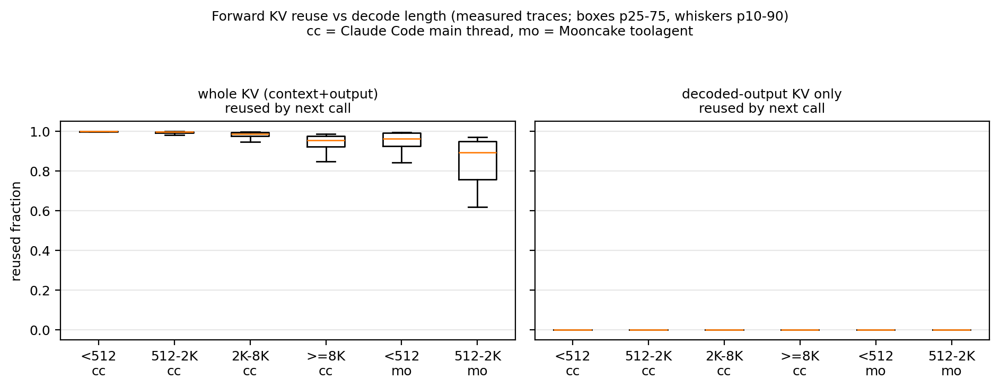 Forward KV reuse vs decode length (measured traces; boxes p25-75, whiskers p10-90)
cc = Claude Code main thread, mo = Mooncake toolagent
whole KV (context+output)
reused by next call
decoded-output KV only
reused by next call
reused fraction
1.0
0.8
0.6
0.4
0.2
0.0
<512
cc
512-2K
cc
2K-8K
cc
>=8K
cc
<512
mo
512-2K
mo
<512
cc
512-2K
cc
2K-8K
cc
>=8K
cc
<512
mo
512-2K
mo